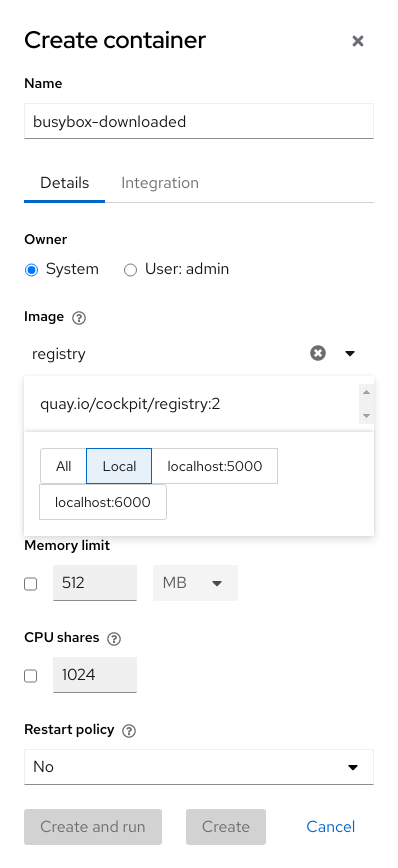 Create container
Name
busybox-downloaded
Details Integration
Owner
System User: admin
Image
registry
quay.io/cockpit/registry:2
All Local localhost:5000
localhost:6000
Memory limit
512 MB
CPU shares
1024
Restart policy
No
Create and run Create Cancel